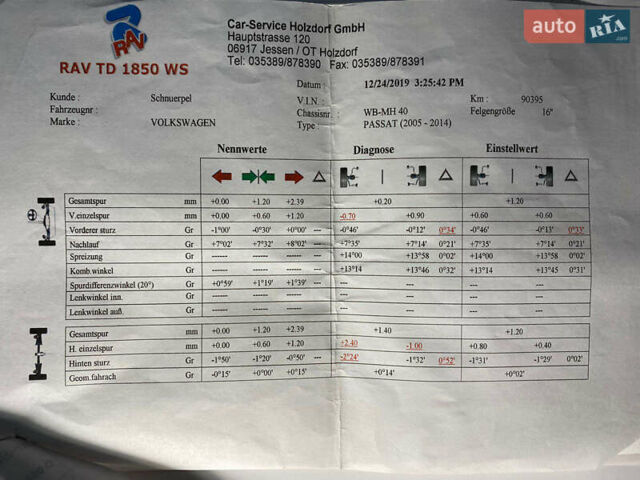 auto RIA .com
RAV
RAV TD 1850 WS
Car-Service Holzdorf GmbH
Hauptstrasse 120
06917 Jessen / OT Holzdorf
Tel: 035389/878390 Fax: 035389/878391
Datum : 12/24/2019 3:25:42 PM
Kunde : Schnuerpel V.I.N. : Km : 90395
Fahrzeugnr : Chassisnr. : WB-MH 40 Felgengröße 16"
Marke : VOLKSWAGEN Type : PASSAT (2005 - 2014)
Nennwerte Diagnose Einstellwert
Gesamtspur mm +0.00 +1.20 +2.39 +0.20 +1.20
V.einzelspur mm +0.00 +0.60 +1.20 -0.70 +0.90 +0.60 +0.60
Vorderer sturz Gr -1°00' -0°30' +0°00' --- -0°46' -0°12' 0°34' -0°46' -0°13' 0°33'
Nachlauf Gr +7°02' +7°32' +8°02' --- +7°35' +7°14' 0°21' +7°35' +7°14' 0°21'
Spreizung Gr ------ ------ ------ --- +14°00 +13°58 0°02' +14°00 +13°58 0°02'
Komb.winkel Gr ------ ------ ------ +13°14 +13°46 0°32' +13°14 +13°45 0°31'
Spurdifferenzwinkel (20°) Gr +0°59' +1°19' +1°39' --- --- --- --- ---
Lenkwinkel inn. Gr ------ ------ ------ --- --- --- ---
Lenkwinkel auß. Gr ------ ------ ------ --- --- --- ---
Gesamtspur mm +0.00 +1.20 +2.39 +1.40 +1.20
H. einzelspur mm +0.00 +0.60 +1.20 +2.40 -1.00 +0.80 +0.40
Hinten sturz Gr -1°50' -1°20' -0°50' --- -2°24' -1°32' 0°52' -1°31' -1°29' 0°02'
Geom.fahrach Gr -0°15' +0°00' +0°15' +0°14' +0°02'